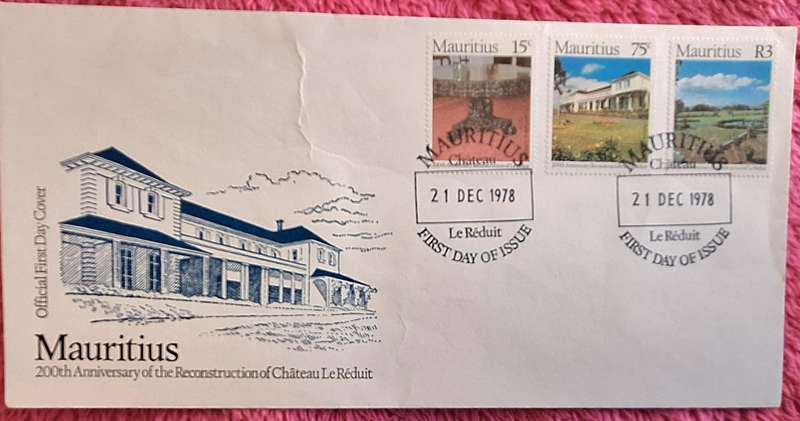 Mauritius 15c
Mauritius 75c
Mauritius R3
MAURITIUS
Château
21 DEC 1978
Le Réduit
FIRST DAY OF ISSUE
MAURITIUS
Château
21 DEC 1978
Le Réduit
FIRST DAY OF ISSUE
Official First Day Cover
Mauritius
200th Anniversary of the Reconstruction of Château Le Réduit